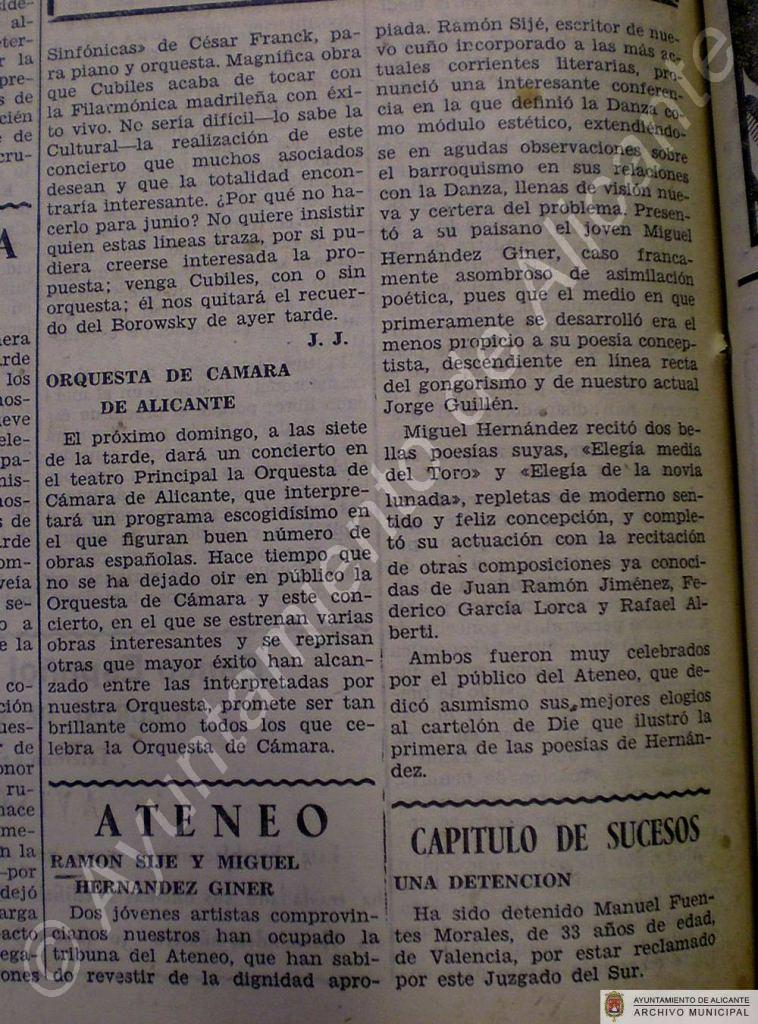 Sinfónicas» de César Franck, pa-
ra piano y orquesta. Magnífica obra
que Cubiles acaba de tocar con
la Filarmónica madrileña con éxi-
to vivo. No sería difícil—lo sabe la
Cultural—la realización de este
concierto que muchos asociados
desean y que la totalidad encon-
traría interesante. ¿Por qué no ha-
cerlo para junio? No quiere insistir
quien estas líneas traza, por si pu-
diera creerse interesada la pro-
puesta; venga Cubiles, con o sin
orquesta; él nos quitará el recuer-
do del Borowsky de ayer tarde.
J. J.
ORQUESTA DE CAMARA
DE ALICANTE
El próximo domingo, a las siete
de la tarde, dará un concierto en
el teatro Principal la Orquesta de
Cámara de Alicante, que interpre-
tará un programa escogidísimo en
el que figuran buen número de
obras españolas. Hace tiempo que
no se ha dejado oir en público la
Orquesta de Cámara y este con-
cierto, en el que se estrenan varias
obras interesantes y se reprisan
otras que mayor éxito han alcan-
zado entre las interpretadas por
nuestra Orquesta, promete ser tan
brillante como todos los que ce-
lebra la Orquesta de Cámara.
ATENEO
RAMON SIJE Y MIGUEL
HERNANDEZ GINER
Dos jóvenes artistas comprovin-
cianos nuestros han ocupado la
tribuna del Ateneo, que han sabi-
do revestir de la dignidad apro-
piada. Ramón Sijé, escritor de nue-
vo cuño incorporado a las más ac-
tuales corrientes literarias, pro-
nunció una interesante conferen-
cia en la que definió la Danza co-
mo módulo estético, extendiéndo-
se en agudas observaciones sobre
el barroquismo en sus relaciones
con la Danza, llenas de visión nue-
va y certera del problema. Presen-
tó a su paisano el joven Miguel
Hernández Giner, caso franca-
mente asombroso de asimilación
poética, pues que el medio en que
primeramente se desarrolló era el
menos propicio a su poesía concep-
tista, descendiente en línea recta
del gongorismo y de nuestro actual
Jorge Guillén.
Miguel Hernández recitó dos be-
llas poesías suyas, «Elegía media
del Toro» y «Elegía de la novia
lunada», repletas de moderno sen-
tido y feliz concepción, y comple-
tó su actuación con la recitación
de otras composiciones ya conoci-
das de Juan Ramón Jiménez, Fe-
derico García Lorca y Rafael Al-
berti.
Ambos fueron muy celebrados
por el público del Ateneo, que de-
dicó asimismo sus mejores elogios
al cartelón de Die que ilustró la
primera de las poesías de Hernán-
dez.
CAPITULO DE SUCESOS
UNA DETENCION
Ha sido detenido Manuel Fuen-
tes Morales, de 33 años de edad,
de Valencia, por estar reclamado
por este Juzgado del Sur.
© Ayuntamiento de Alicante
AYUNTAMIENTO DE ALICANTE
ARCHIVO MUNICIPAL